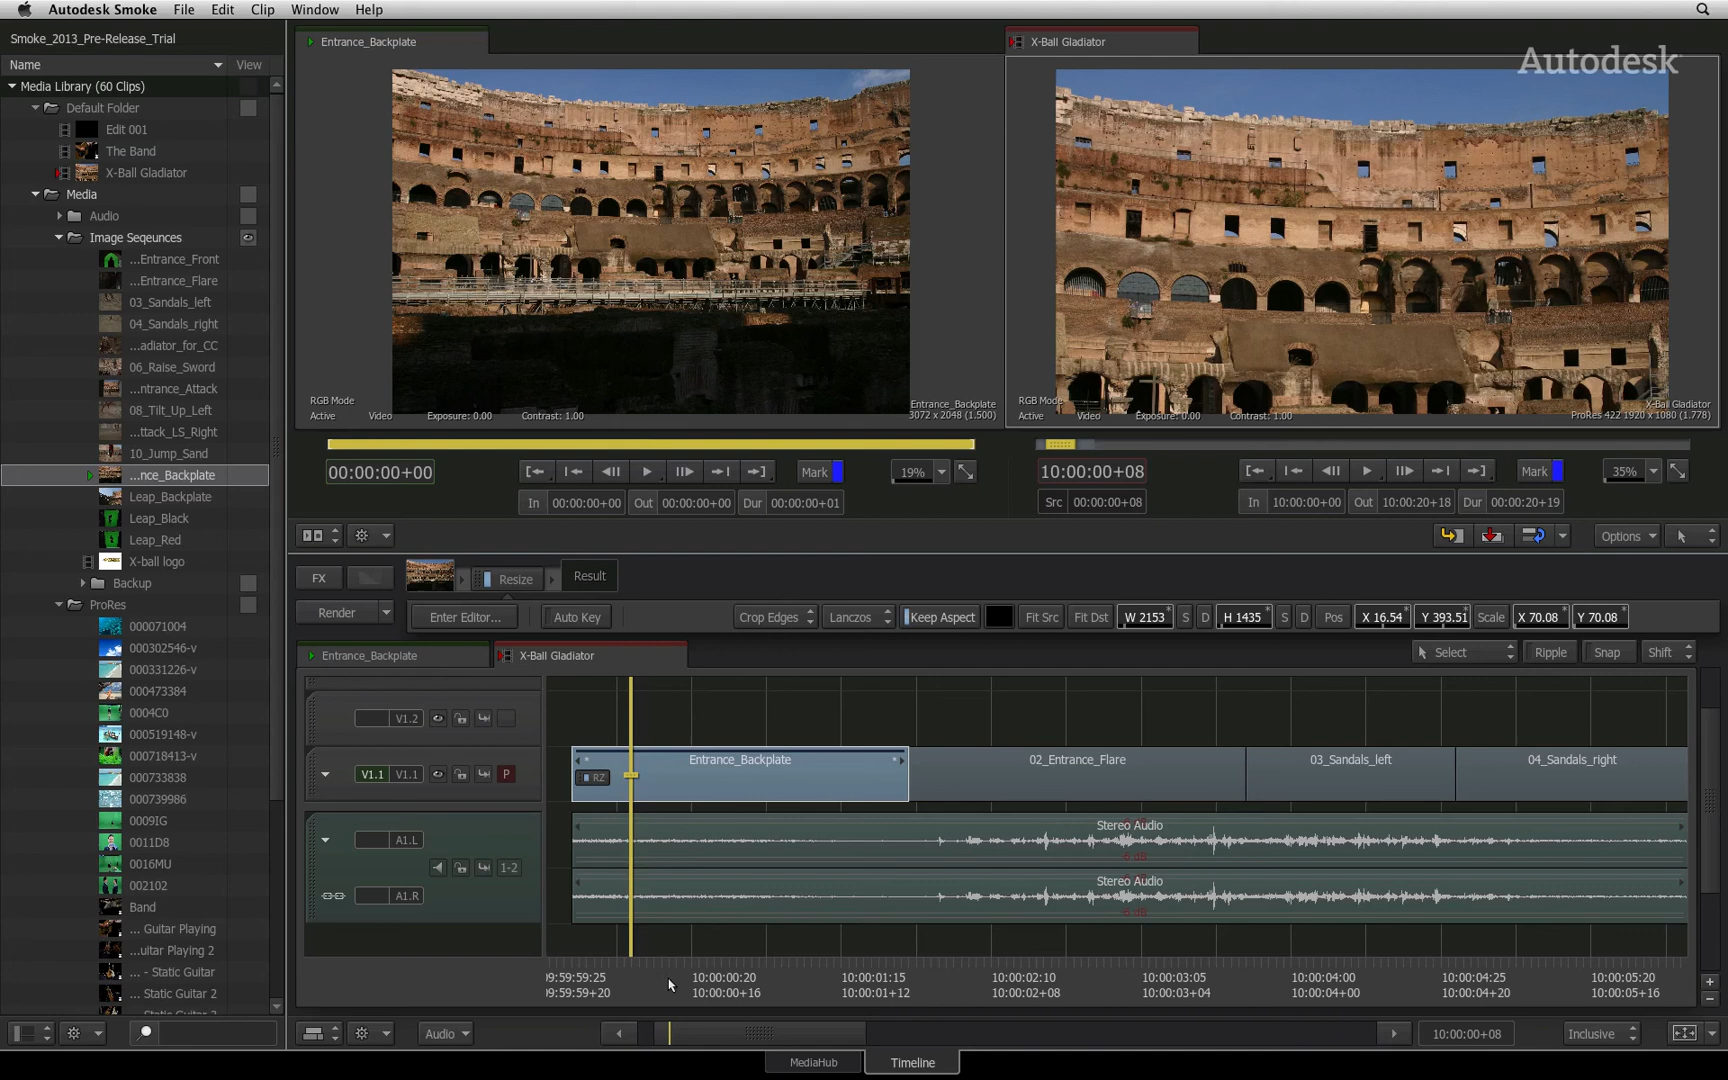 Autodesk Smoke File Edit Clip Window Help
Smoke_2013_Pre-Release_Trial
Name View
Media Library (60 Clips)
Default Folder
Edit 001
The Band
X-Ball Gladiator
Media
Audio
Image Seqeunces
...Entrance_Front
...Entrance_Flare
03_Sandals_left
04_Sandals_right
...adiator_for_CC
06_Raise_Sword
...ntrance_Attack
08_Tilt_Up_Left
...ttack_LS_Right
10_Jump_Sand
...nce_Backplate
Leap_Backplate
Leap_Black
Leap_Red
X-ball logo
Backup
ProRes
000071004
000302546-v
000331226-v
000473384
0004C0
000519148-v
000718413-v
000733838
000739986
0009IG
0011D8
0016MU
002102
Band
... Guitar Playing
...uitar Playing 2
... - Static Guitar
... Static Guitar 2
Entrance_Backplate
X-Ball Gladiator
Autodesk
RGB Mode
Active Video Exposure: 0.00 Contrast: 1.00
Entrance_Backplate
3072 x 2048 (1.500)
RGB Mode
Active Video Exposure: 0.00 Contrast: 1.00
X-Ball Gladiator
ProRes 422 1920 x 1080 (1.778)
00:00:00+00 Mark 19%
In 00:00:00+00 Out 00:00:00+00 Dur 00:00:00+01
10:00:00+08 Mark 35%
Src 00:00:00+08 In 10:00:00+00 Out 10:00:20+18 Dur 00:00:20+19
Options
FX Resize Result
Render Enter Editor... Auto Key Crop Edges Lanczos Keep Aspect Fit Src Fit Dst W 2153 S D H 1435 S D Pos X 16.54 Y 393.51 Scale X 70.08 Y 70.08
Entrance_Backplate X-Ball Gladiator Select Ripple Snap Shift
V1.2
V1.1 V1.1 P
Entrance_Backplate 02_Entrance_Flare 03_Sandals_left 04_Sandals_right
RZ
A1.L
Stereo Audio
1-2
A1.R
Stereo Audio
9:59:59:25 10:00:00:20 10:00:01:15 10:00:02:10 10:00:03:05 10:00:04:00 10:00:04:25 10:00:05:20
9:59:59+20 10:00:00+16 10:00:01+12 10:00:02+08 10:00:03+04 10:00:04+00 10:00:04+20 10:00:05+16
Audio 10:00:00+08 Inclusive
MediaHub Timeline